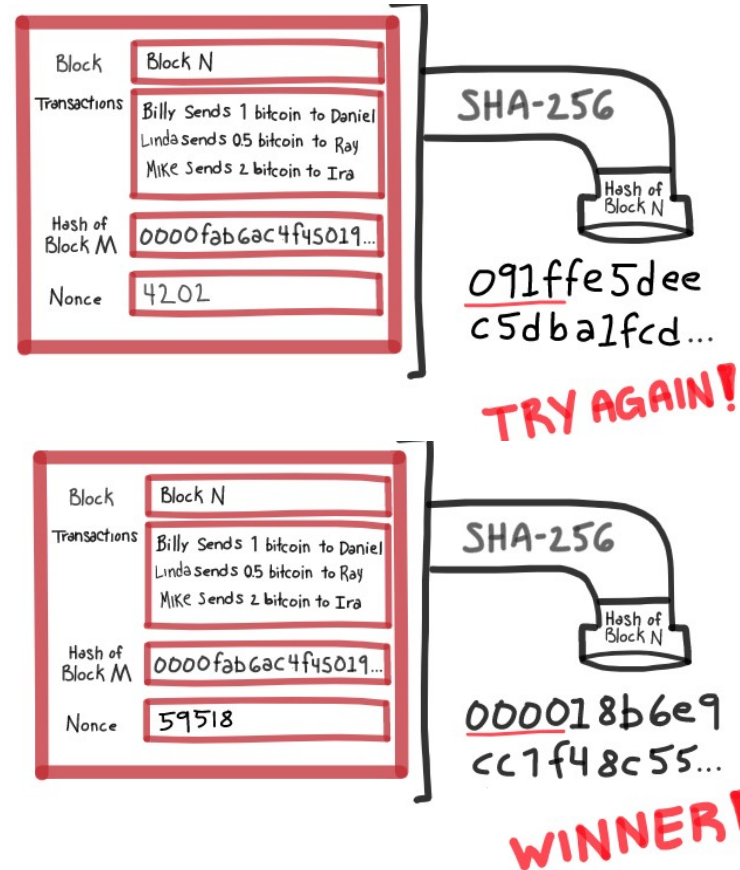 Block
Block N
Transactions
Billy Sends 1 bitcoin to Daniel
Linda sends 0.5 bitcoin to Ray
Mike Sends 2 bitcoin to Ira
Hash of
Block M
0000fab6ac4f45019...
Nonce
4202
SHA-256
Hash of
Block N
091ffe5dee
c5dba1fcd...
TRY AGAIN!
Block
Block N
Transactions
Billy Sends 1 bitcoin to Daniel
Linda sends 0.5 bitcoin to Ray
Mike Sends 2 bitcoin to Ira
Hash of
Block M
0000fab6ac4f45019...
Nonce
59518
SHA-256
Hash of
Block N
000018b6e9
cc7f48c55...
WINNER!